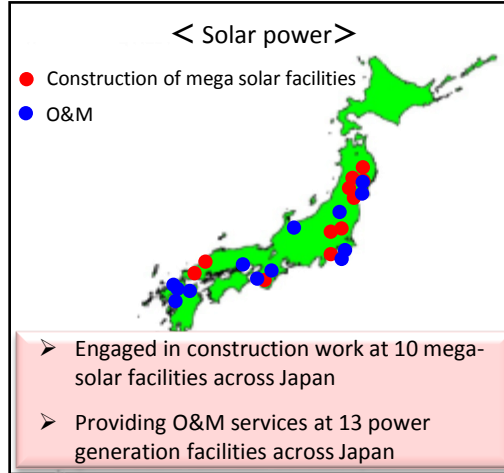 < Solar power>
Construction of mega solar facilities
O&M
➢ Engaged in construction work at 10 mega-
solar facilities across Japan
➢ Providing O&M services at 13 power
generation facilities across Japan